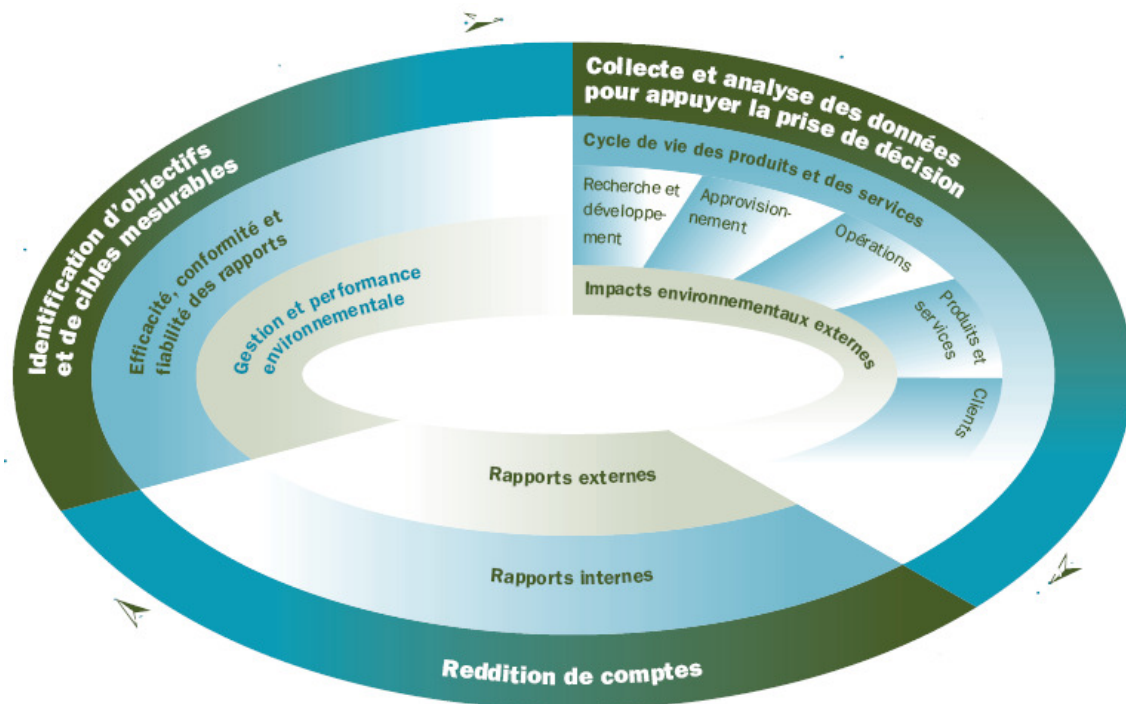 Collecte et analyse des données
pour appuyer la prise de décision
Cycle de vie des produits et des services
Recherche et
développe-
ment
Approvision-
nement
Opérations
Produits et
services
Clients
Impacts environnementaux externes
Identification d'objectifs
et de cibles mesurables
Efficacité, conformité et
fiabilité des rapports
Gestion et performance
environnementale
Rapports externes
Rapports internes
Reddition de comptes